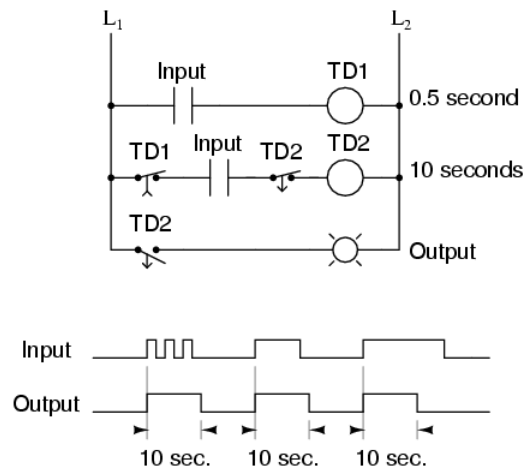 L1 L2
Input TD1
0.5 second
TD1 Input TD2 TD2
10 seconds
TD2
Output
Input
Output
10 sec. 10 sec. 10 sec.